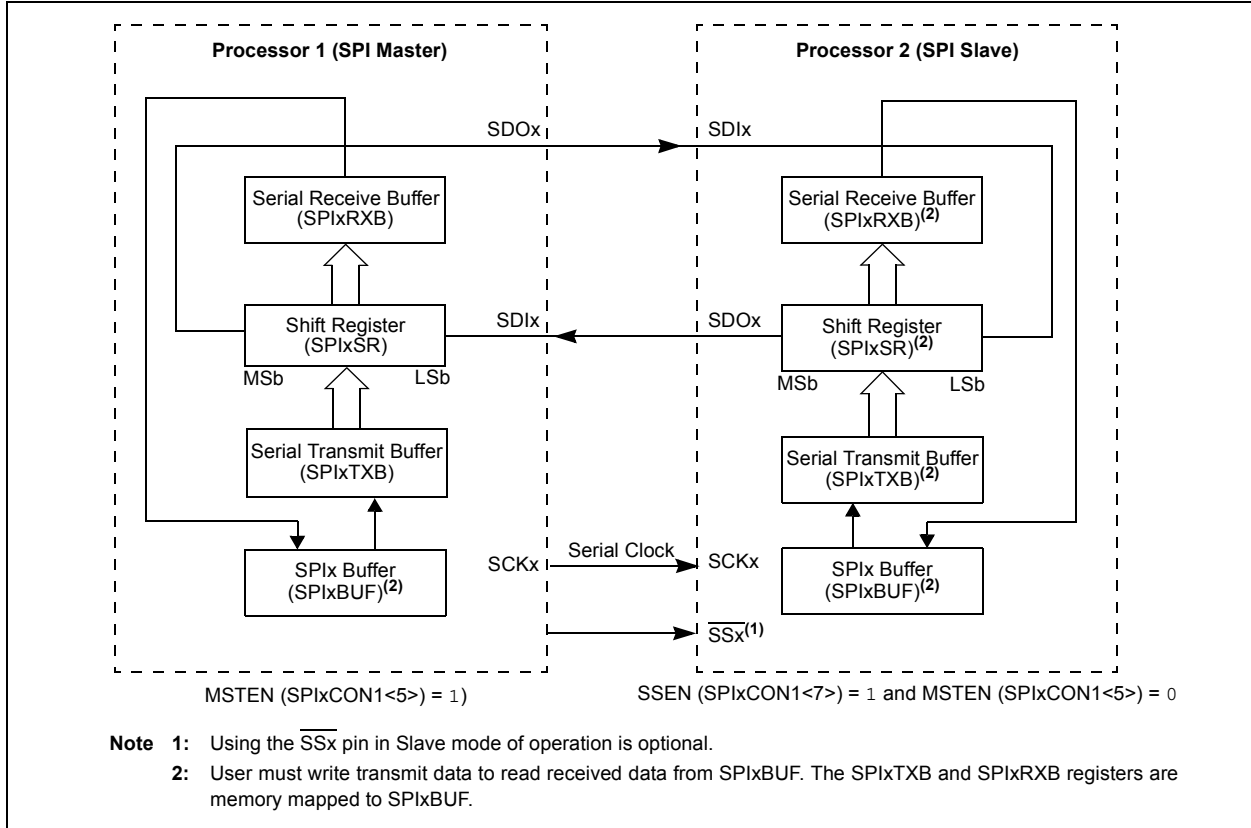 Processor 1 (SPI Master)
Processor 2 (SPI Slave)
SDOx
SDIx
Serial Receive Buffer
(SPIxRXB)
Serial Receive Buffer
(SPIxRXB)(2)
Shift Register
(SPIxSR)
SDIx
SDOx
Shift Register
(SPIxSR)(2)
MSb
LSb
MSb
LSb
Serial Transmit Buffer
(SPIxTXB)
Serial Transmit Buffer
(SPIxTXB)(2)
SPIx Buffer
(SPIxBUF)(2)
SCKx
Serial Clock
SCKx
SPIx Buffer
(SPIxBUF)(2)
SSx(1)
MSTEN (SPIxCON1<5>) = 1)
SSEN (SPIxCON1<7>) = 1 and MSTEN (SPIxCON1<5>) = 0
Note 1: Using the SSx pin in Slave mode of operation is optional.
2: User must write transmit data to read received data from SPIxBUF. The SPIxTXB and SPIxRXB registers are
memory mapped to SPIxBUF.